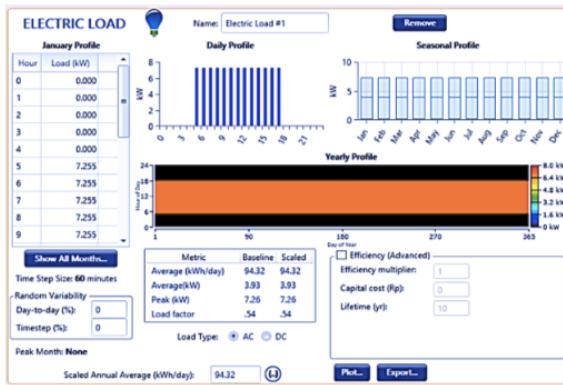 ELECTRIC LOAD
Name: Electric Load #1
Remove
January Profile
Hour Load (kW)
0 0.000
1 0.000
2 0.000
3 0.000
4 0.000
5 7.255
6 7.255
7 7.255
8 7.255
9 7.255
Show All Months...
Time Step Size: 60 minutes
Random Variability
Day-to-day (%): 0
Timestep (%): 0
Peak Month: None
Daily Profile
kW
8
6
4
2
0
0 3 6 9 12 15 18 21
Seasonal Profile
kW
10
5
0
Jan Feb Mar Apr May Jun Jul Aug Sep Oct Nov Dec
Yearly Profile
Hour of Day
24
18
12
6
0
1 90 180 270 365
Day of Year
8.0 kW
6.4 kW
4.8 kW
3.2 kW
1.6 kW
0 kW
Metric Baseline Scaled
Average (kWh/day) 94.32 94.32
Average(kW) 3.93 3.93
Peak (kW) 7.26 7.26
Load factor .54 .54
Load Type: AC DC
Efficiency (Advanced)
Efficiency multiplier: 1
Capital cost (Rp): 0
Lifetime (yr): 10
Scaled Annual Average (kWh/day): 94.32 {..}
Plot... Export...